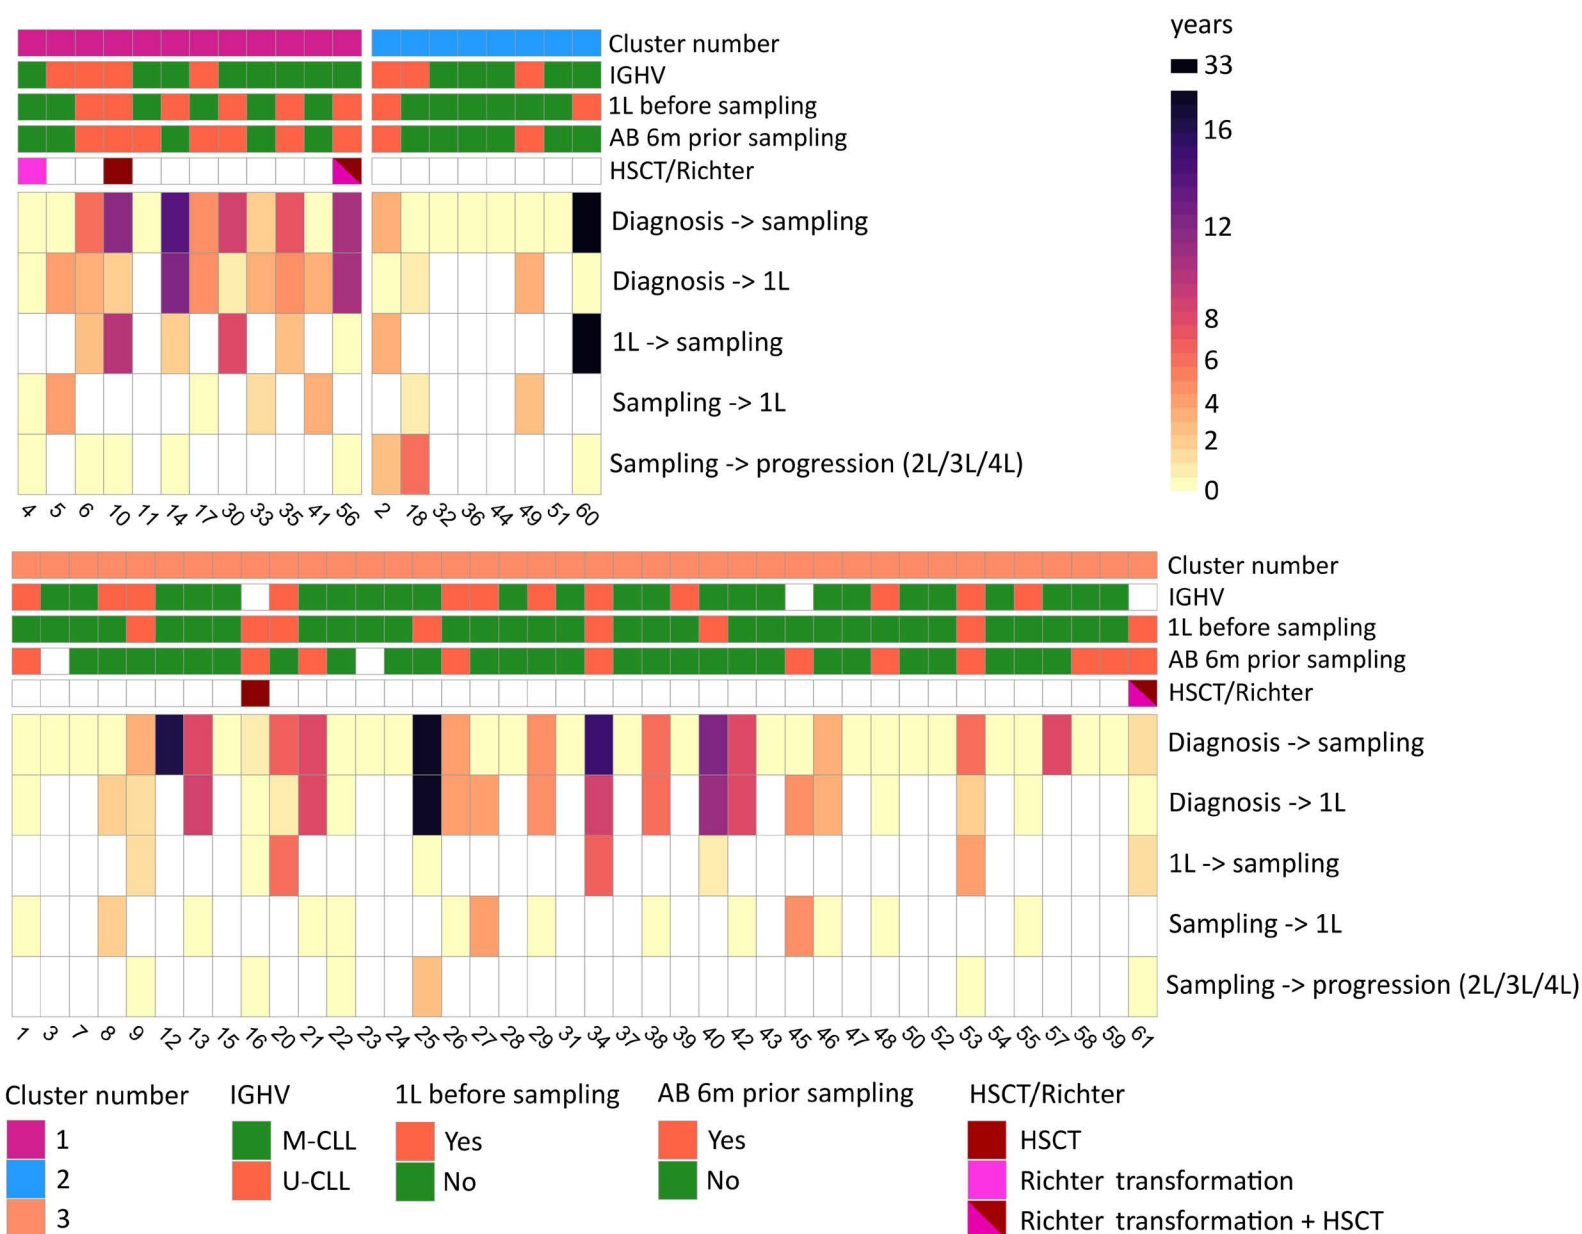 years
33
16
12
8
6
4
2
0
Cluster number
IGHV
1L before sampling
AB 6m prior sampling
HSCT/Richter
Diagnosis -> sampling
Diagnosis -> 1L
1L -> sampling
Sampling -> 1L
Sampling -> progression (2L/3L/4L)
4 5 6 10 11 14 17 30 33 35 41 56 2 18 32 36 44 49 51 60
Cluster number
IGHV
1L before sampling
AB 6m prior sampling
HSCT/Richter
Diagnosis -> sampling
Diagnosis -> 1L
1L -> sampling
Sampling -> 1L
Sampling -> progression (2L/3L/4L)
1 3 7 8 9 12 13 15 16 20 21 22 23 24 25 26 27 28 29 31 34 37 38 39 40 42 43 45 46 47 48 50 52 53 54 55 57 58 59 61
Cluster number IGHV 1L before sampling AB 6m prior sampling HSCT/Richter
1 M-CLL Yes Yes HSCT
2 U-CLL No No Richter transformation
3 Richter transformation + HSCT